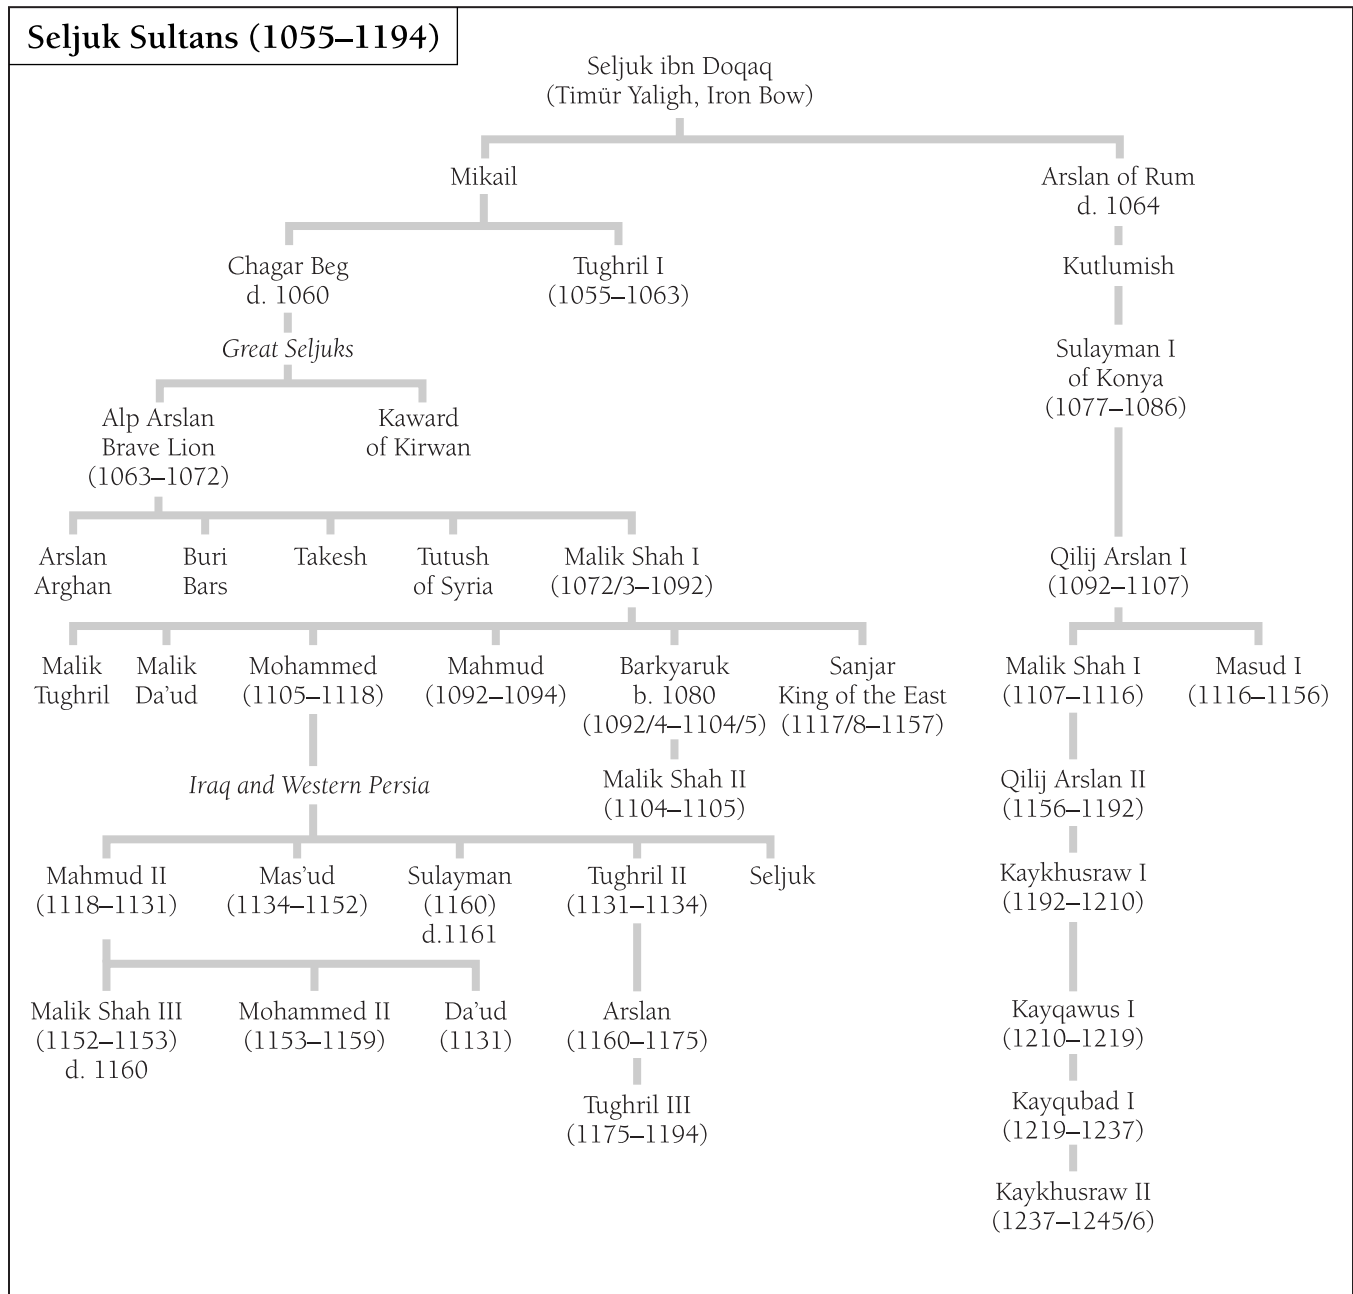 Seljuk Sultans (1055–1194)
Seljuk ibn Doqaq
(Timür Yaligh, Iron Bow)
Mikail
Arslan of Rum
d. 1064
Chagar Beg
d. 1060
Tughril I
(1055–1063)
Kutlumish
Great Seljuks
Sulayman I
of Konya
(1077–1086)
Alp Arslan
Brave Lion
(1063–1072)
Kaward
of Kirwan
Arslan
Arghan
Buri
Bars
Takesh
Tutush
of Syria
Malik Shah I
(1072/3–1092)
Qilij Arslan I
(1092–1107)
Malik
Tughril
Malik
Da’ud
Mohammed
(1105–1118)
Mahmud
(1092–1094)
Barkyaruk
b. 1080
(1092/4–1104/5)
Sanjar
King of the East
(1117/8–1157)
Malik Shah I
(1107–1116)
Masud I
(1116–1156)
Iraq and Western Persia
Malik Shah II
(1104–1105)
Qilij Arslan II
(1156–1192)
Mahmud II
(1118–1131)
Mas’ud
(1134–1152)
Sulayman
(1160)
d.1161
Tughril II
(1131–1134)
Seljuk
Kaykhusraw I
(1192–1210)
Malik Shah III
(1152–1153)
d. 1160
Mohammed II
(1153–1159)
Da’ud
(1131)
Arslan
(1160–1175)
Kayqawus I
(1210–1219)
Tughril III
(1175–1194)
Kayqubad I
(1219–1237)
Kaykhusraw II
(1237–1245/6)